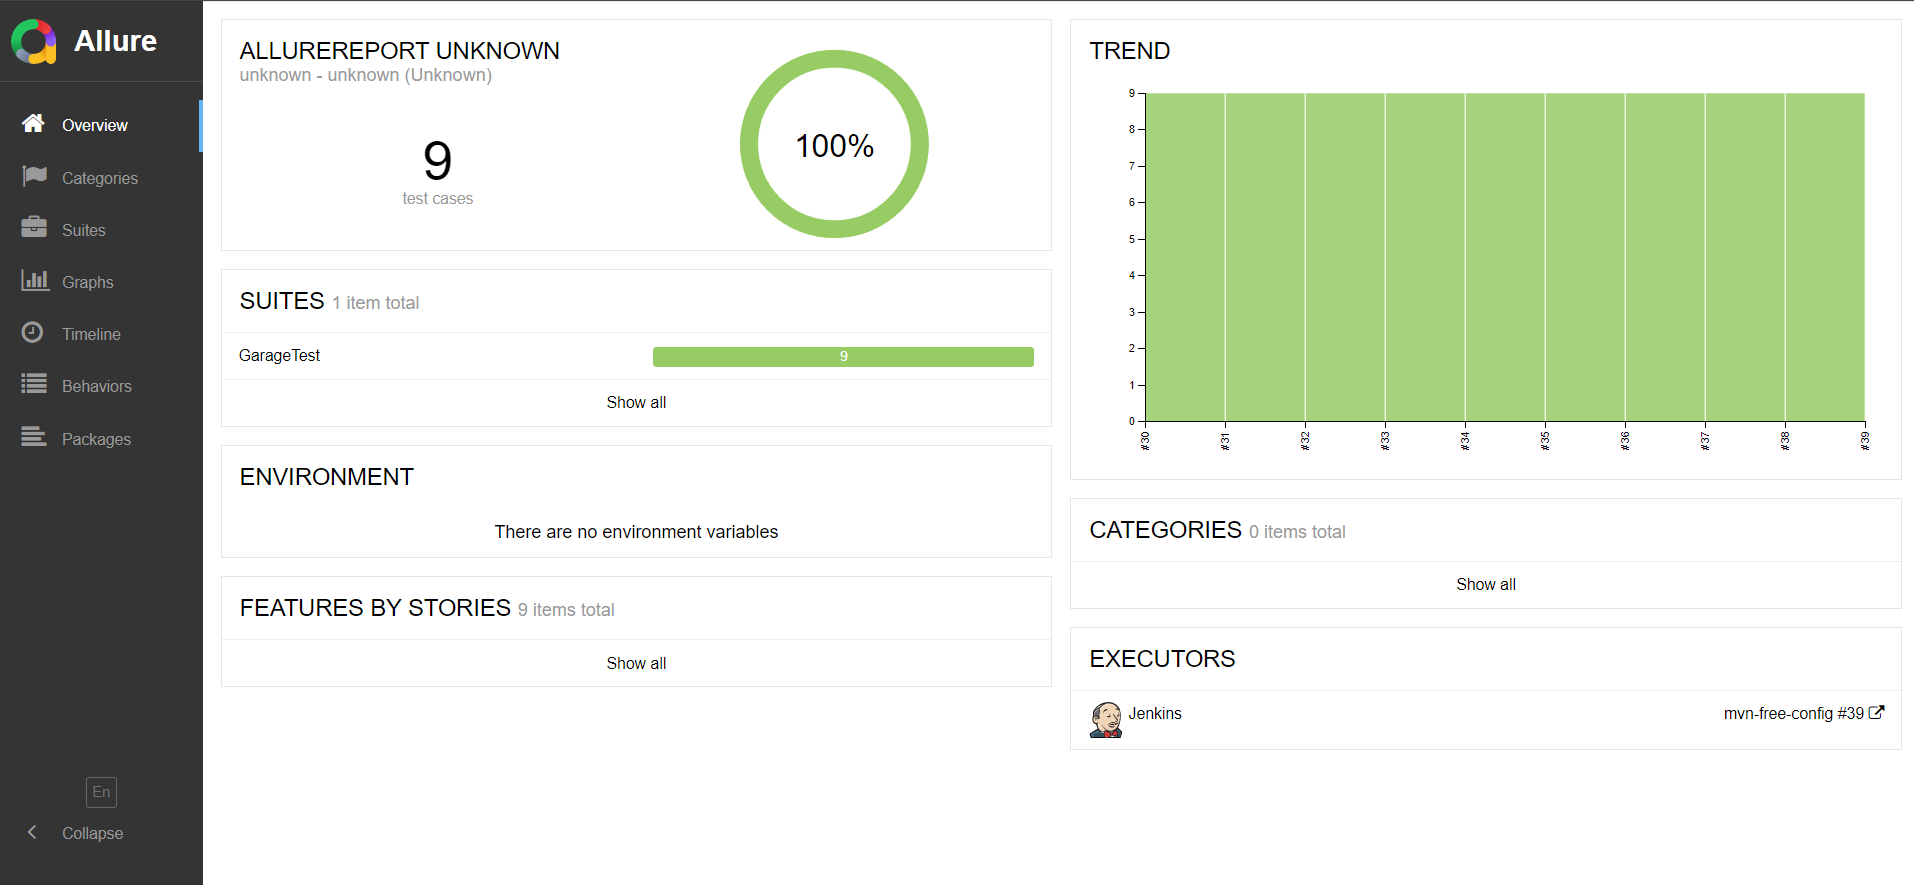 Allure
Overview
Categories
Suites
Graphs
Timeline
Behaviors
Packages
En
Collapse
ALLUREREPORT UNKNOWN
unknown - unknown (Unknown)
9
test cases
100%
SUITES 1 item total
GarageTest 9
Show all
ENVIRONMENT
There are no environment variables
FEATURES BY STORIES 9 items total
Show all
TREND
9
8
7
6
5
4
3
2
1
0
#30 #31 #32 #33 #34 #35 #36 #37 #38 #39
CATEGORIES 0 items total
Show all
EXECUTORS
Jenkins mvn-free-config #39